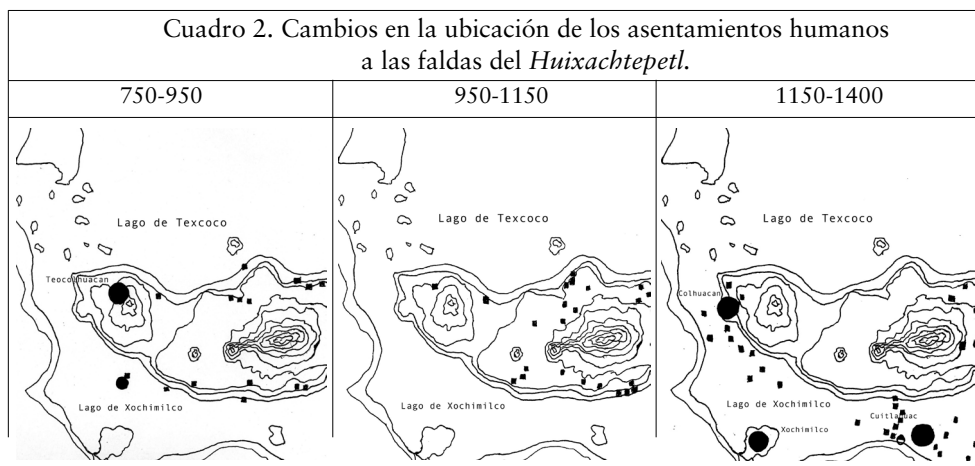 Cuadro 2. Cambios en la ubicación de los asentamientos humanos
a las faldas del Huixachtepetl.
750-950
950-1150
1150-1400
Lago de Texcoco
Teocolhuacan
Lago de Xochimilco
Lago de Texcoco
Lago de Xochimilco
Lago de Texcoco
Colhuacan
Lago de Xochimilco
Cuitlahuac
Xochimilco